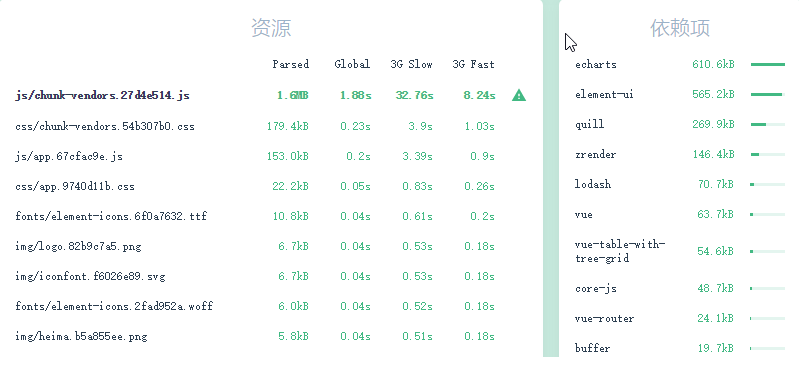 资源
Parsed Global 3G Slow 3G Fast
js/chunk-vendors.27d4e514.js 1.6MB 1.88s 32.76s 8.24s
css/chunk-vendors.54b307b0.css 179.4kB 0.23s 3.9s 1.03s
js/app.67cfac9e.js 153.0kB 0.2s 3.39s 0.9s
css/app.9740d11b.css 22.2kB 0.05s 0.83s 0.26s
fonts/element-icons.6f0a7632.ttf 10.8kB 0.04s 0.61s 0.2s
img/logo.82b9c7a5.png 6.7kB 0.04s 0.53s 0.18s
img/iconfont.f6026e89.svg 6.7kB 0.04s 0.53s 0.18s
fonts/element-icons.2fad952a.woff 6.0kB 0.04s 0.52s 0.18s
img/heima.b5a855ee.png 5.8kB 0.04s 0.51s 0.18s
依赖项
echarts 610.6kB
element-ui 565.2kB
quill 269.9kB
zrender 146.4kB
lodash 70.7kB
vue 63.7kB
vue-table-with-
tree-grid 54.6kB
core-js 48.7kB
vue-router 24.1kB
buffer 19.7kB